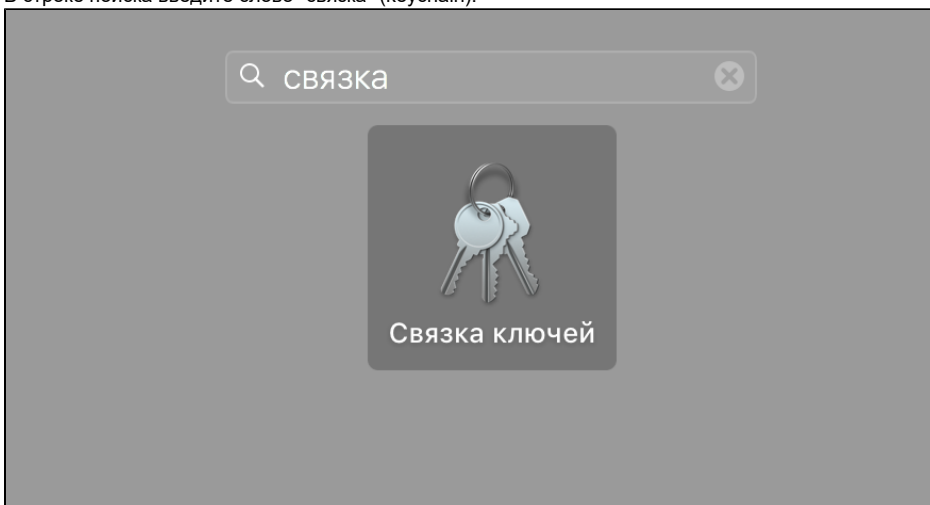 В строке поиска введите слово "связка" (keychain).
связка
Связка ключей